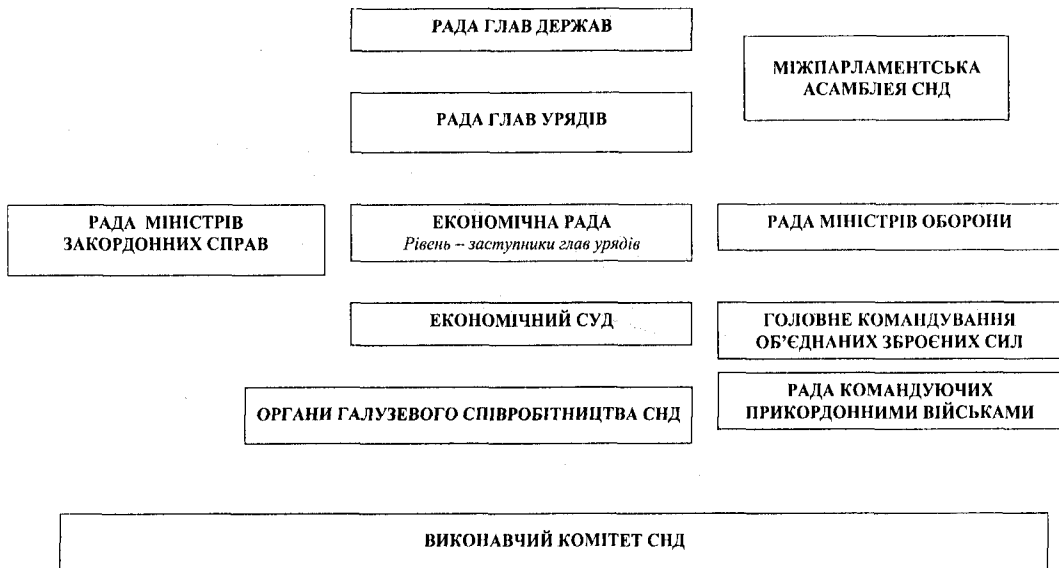 РАДА ГЛАВ ДЕРЖАВ
МІЖПАРЛАМЕНТСЬКА
АСАМБЛЕЯ СНД
РАДА ГЛАВ УРЯДІВ
РАДА МІНІСТРІВ
ЗАКОРДОННИХ СПРАВ
ЕКОНОМІЧНА РАДА
Рівень – заступники глав урядів
РАДА МІНІСТРІВ ОБОРОНИ
ЕКОНОМІЧНИЙ СУД
ГОЛОВНЕ КОМАНДУВАННЯ
ОБ’ЄДНАНИХ ЗБРОЄНИХ СИЛ
ОРГАНИ ГАЛУЗЕВОГО СПІВРОБІТНИЦТВА СНД
РАДА КОМАНДУЮЧИХ
ПРИКОРДОННИМИ ВІЙСЬКАМИ
ВИКОНАВЧИЙ КОМІТЕТ СНД